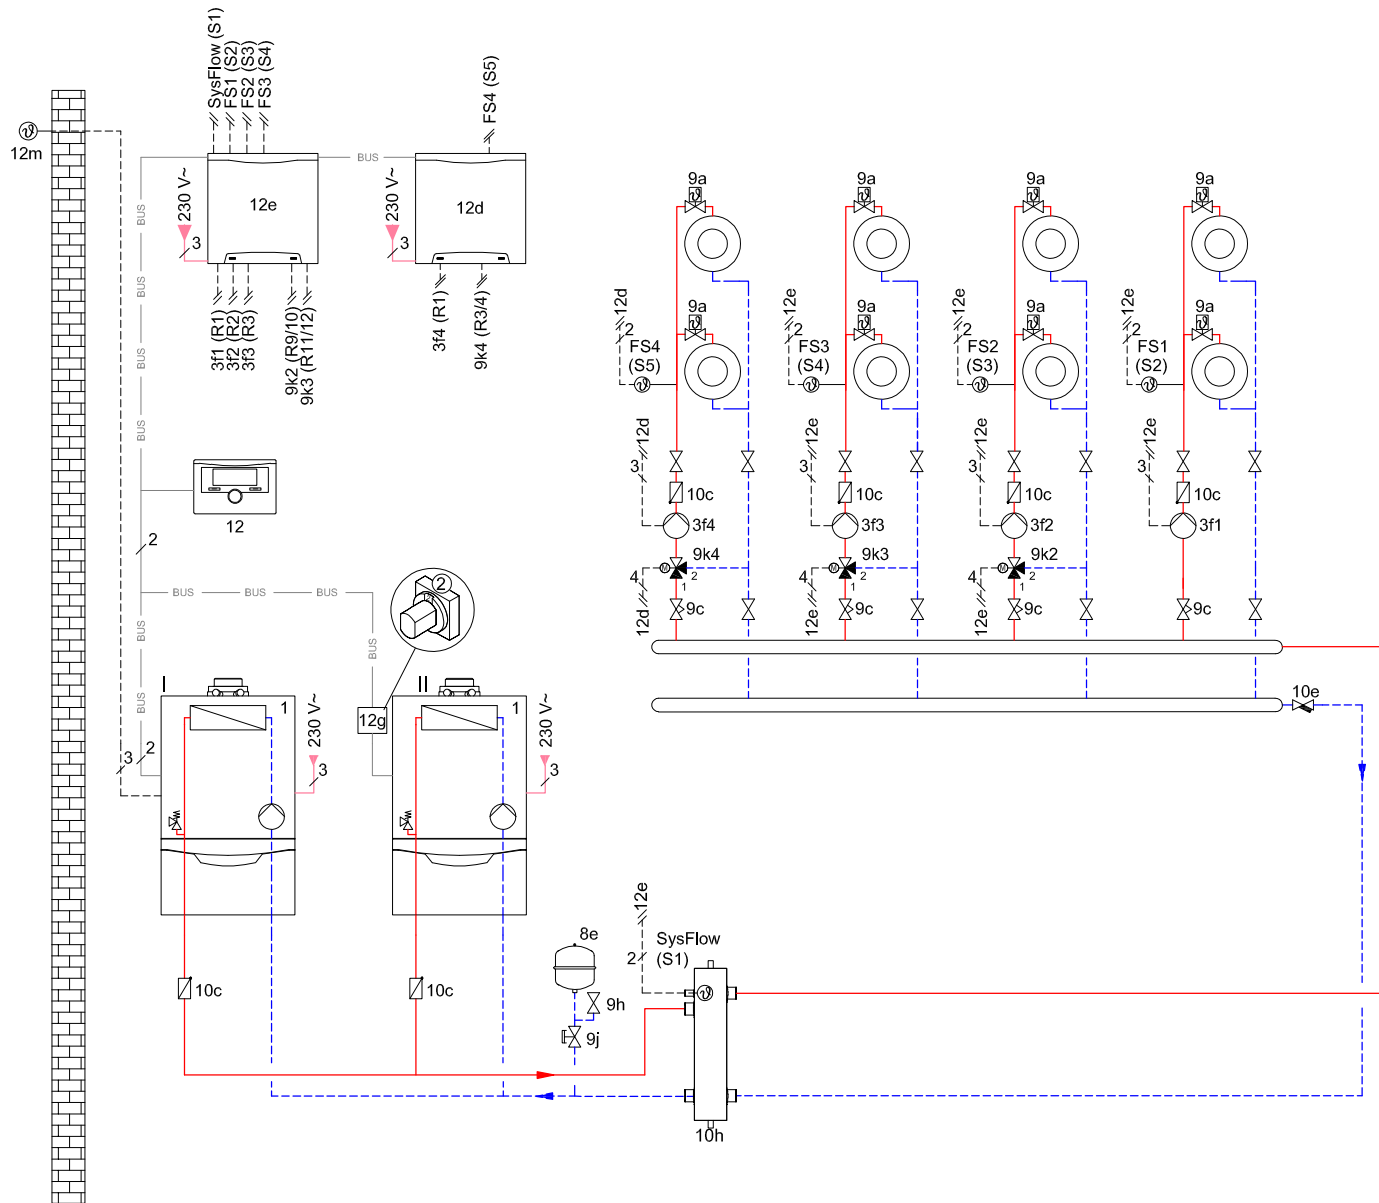 SysFlow (S1)
FS1 (S2)
FS2 (S3)
FS3 (S4)
FS4 (S5)
12m
BUS
BUS
230 V~
12e
3
230 V~
12d
3
BUS
BUS
BUS
3f1 (R1)
3f2 (R2)
3f3 (R3)
9k2 (R9/10)
9k3 (R11/12)
3f4 (R1)
9k4 (R3/4)
12
2
9a
9a
9a
9a
12d
2
FS4
(S5)
9a
12e
2
FS3
(S4)
9a
12e
2
FS2
(S3)
9a
12e
2
FS1
(S2)
9a
12d
3
10c
3f4
12e
3
10c
3f3
12e
3
10c
3f2
12e
3
10c
3f1
9k4
M
2
1
4
12d
9c
9k3
M
2
1
4
12e
9c
9k2
M
2
1
4
12e
9c
9c
BUS
BUS
BUS
BUS
BUS
BUS
2
I
1
230 V~
3
3
2
12g
II
1
230 V~
3
10e
10c
10c
8e
9h
9j
12e
2
SysFlow
(S1)
10h